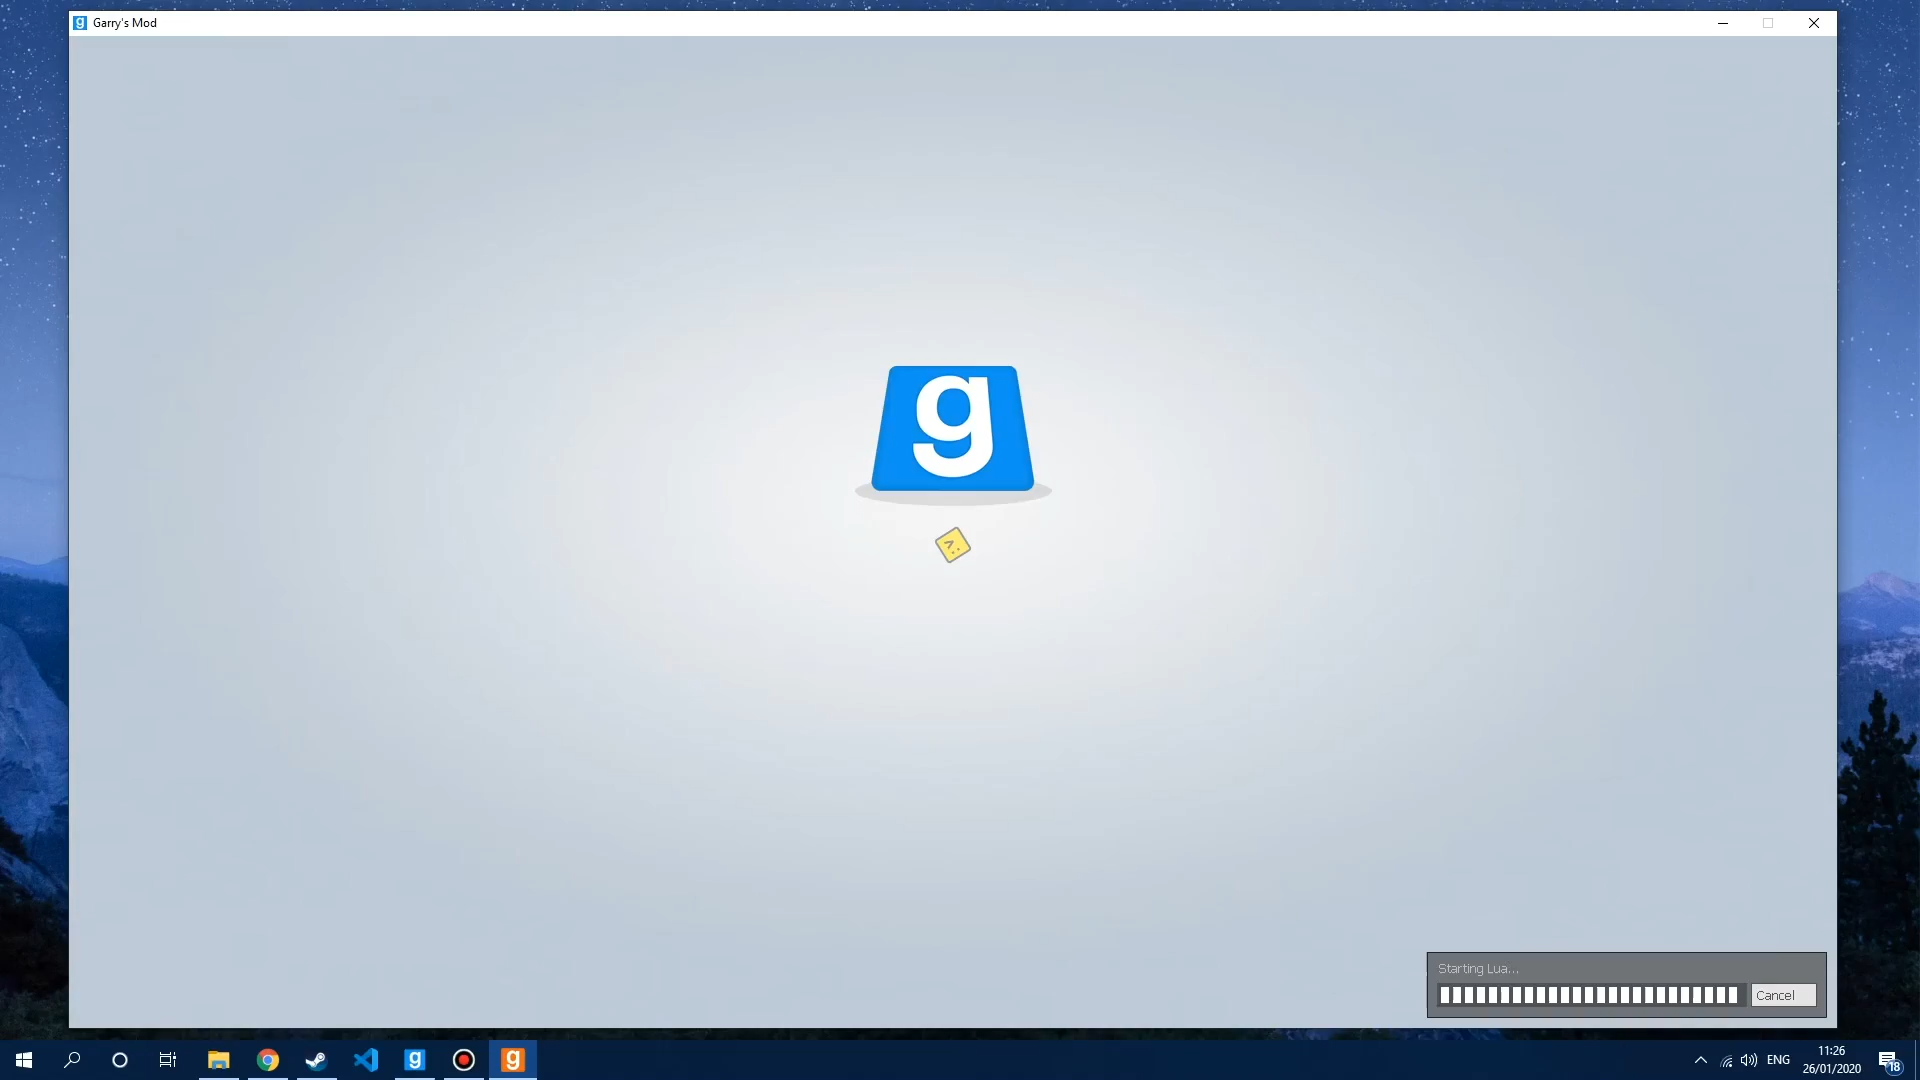 g Garry's Mod
g
>:
Starting Lua...
Cancel
g
g
ENG
11:26
26/01/2020
18